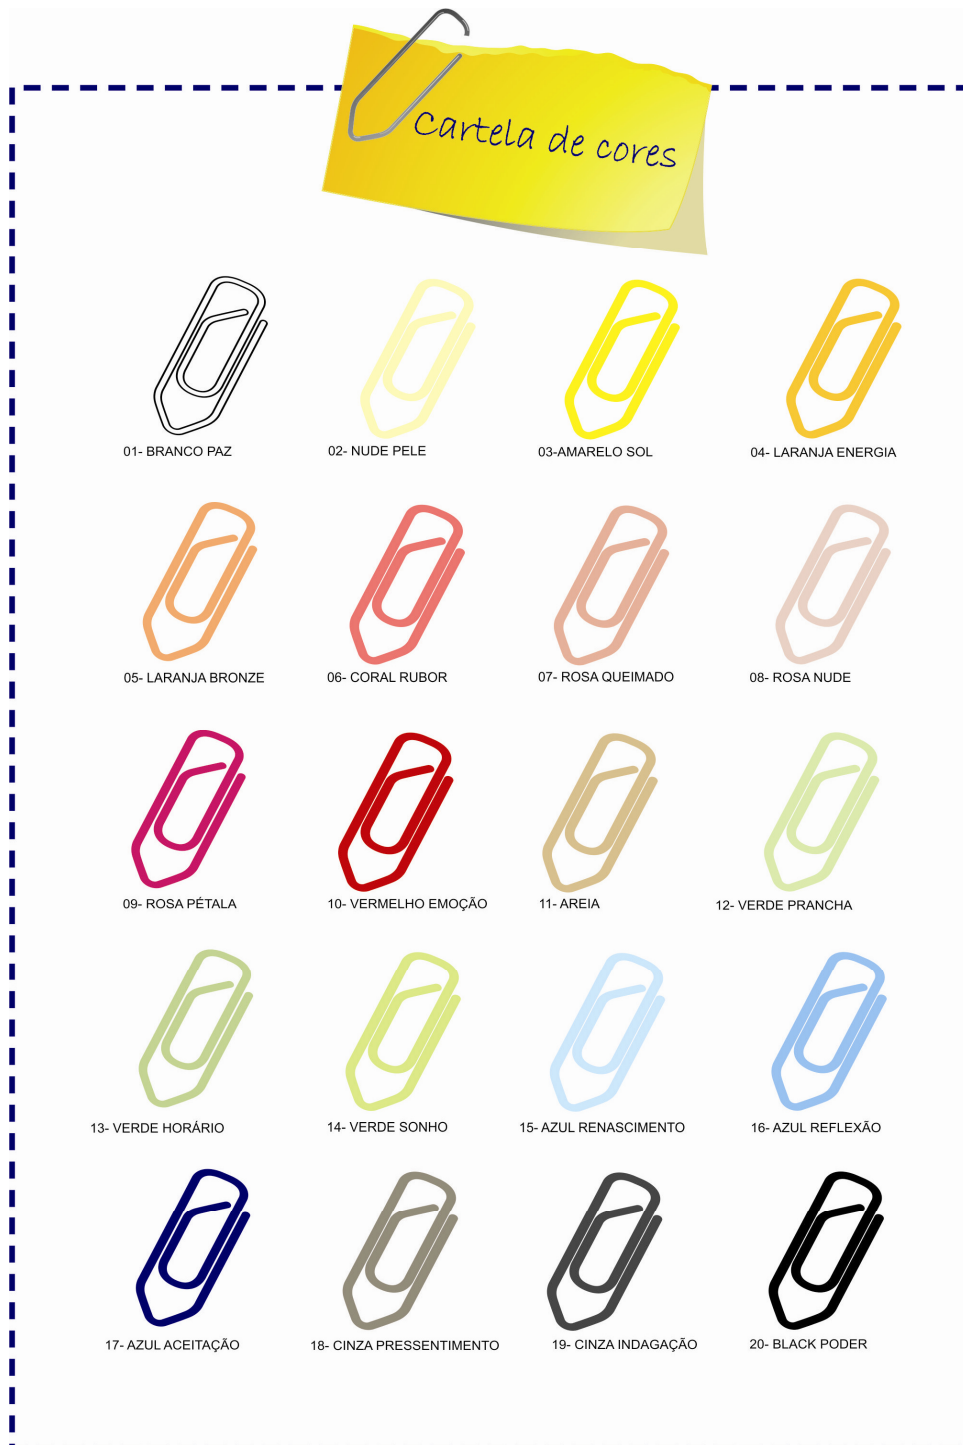 Cartela de cores
01- BRANCO PAZ
02- NUDE PELE
03-AMARELO SOL
04- LARANJA ENERGIA
05- LARANJA BRONZE
06- CORAL RUBOR
07- ROSA QUEIMADO
08- ROSA NUDE
09- ROSA PÉTALA
10- VERMELHO EMOÇÃO
11- AREIA
12- VERDE PRANCHA
13- VERDE HORÁRIO
14- VERDE SONHO
15- AZUL RENASCIMENTO
16- AZUL REFLEXÃO
17- AZUL ACEITAÇÃO
18- CINZA PRESSENTIMENTO
19- CINZA INDAGAÇÃO
20- BLACK PODER